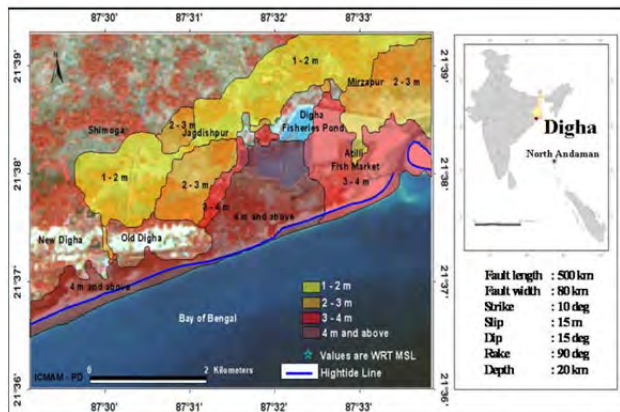 87°30' 87°31' 87°32' 87°33'
21°39' 21°39'
21°38' 21°38'
21°37' 21°37'
21°36' 21°36'
N
1 - 2 m
Mirzapur
2 - 3 m
Digha
Fisheries Pond
Shimoga
2 - 3 m
Jagdishpur
Atilli
Fish Market
1 - 2 m
2 - 3 m
3 - 4 m
3 - 4 m
4 m and above
New Digha
Old Digha
4 m and above
Bay of Bengal
1 - 2 m
2 - 3 m
3 - 4 m
4 m and above
Values are WRT MSL
Hightide Line
2 Kilometers
ICMAM - PD
87°30' 87°31' 87°32' 87°33'
Digha
North Andaman
Fault length : 500 km
Fault width : 80 km
Strike : 10 deg
Slip : 15 m
Dip : 15 deg
Rake : 90 deg
Depth : 20 km